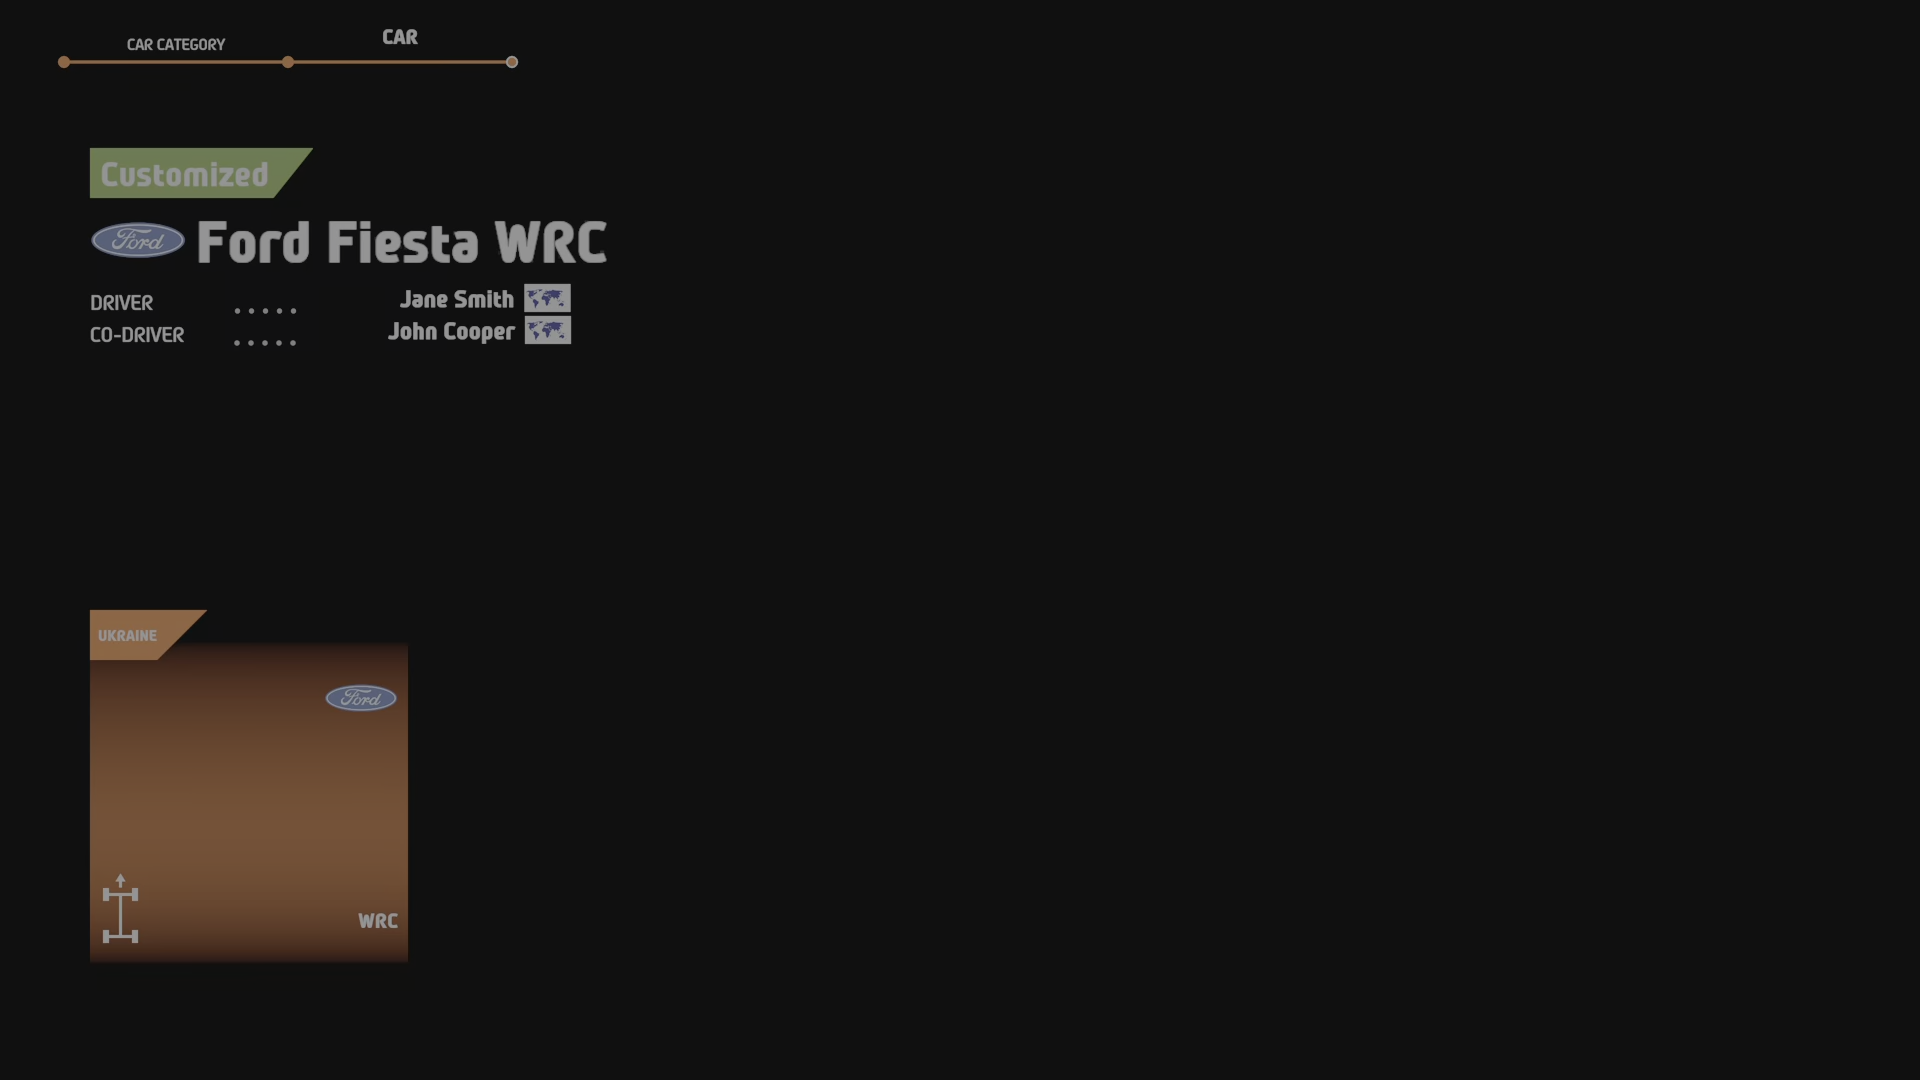 CAR CATEGORY
CAR
Customized
Ford Ford Fiesta WRC
DRIVER ..... Jane Smith
CO-DRIVER ..... John Cooper
UKRAINE
Ford
WRC